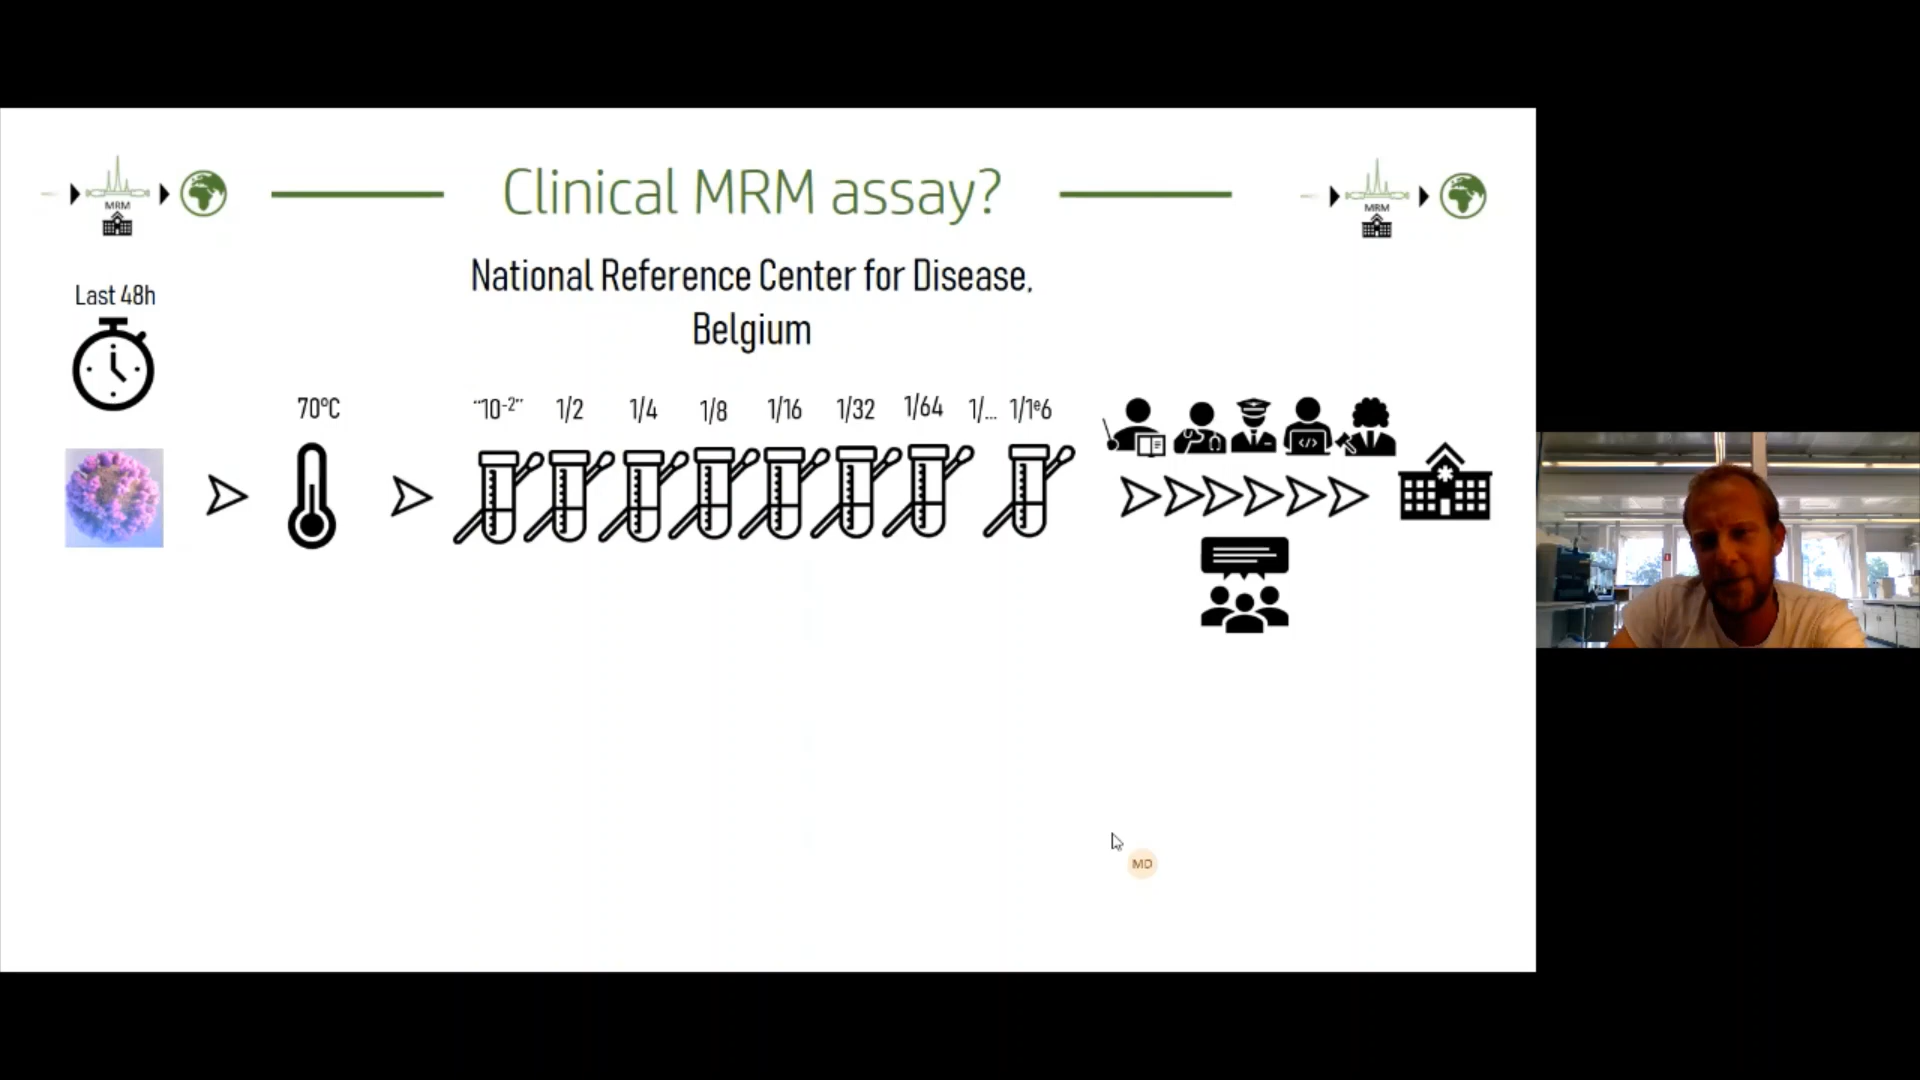 Clinical MRM assay?
MRM
MRM
National Reference Center for Disease,
Belgium
Last 48h
70°C
“10-2” 1/2 1/4 1/8 1/16 1/32 1/64 1/... 1/1e6
</>
MD